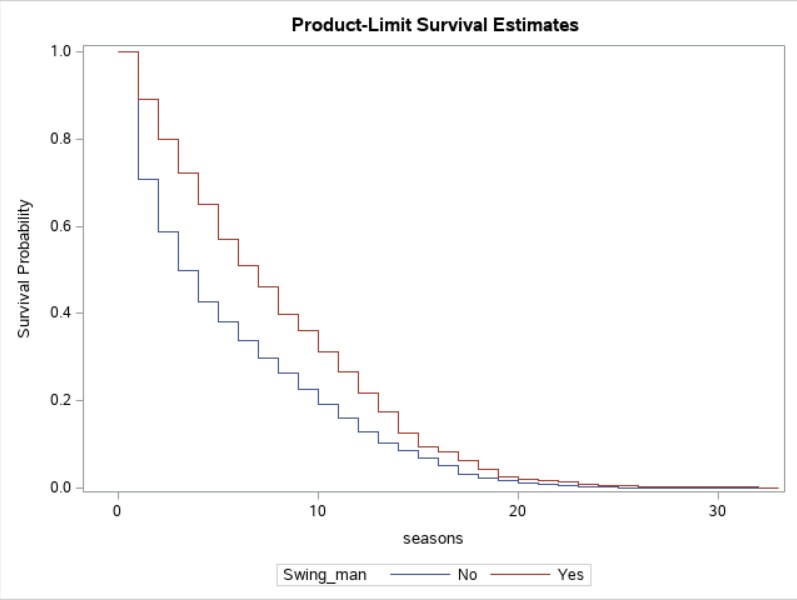 Product-Limit Survival Estimates
1.0
0.8
0.6
0.4
0.2
0.0
Survival Probability
0 10 20 30
seasons
Swing_man No Yes